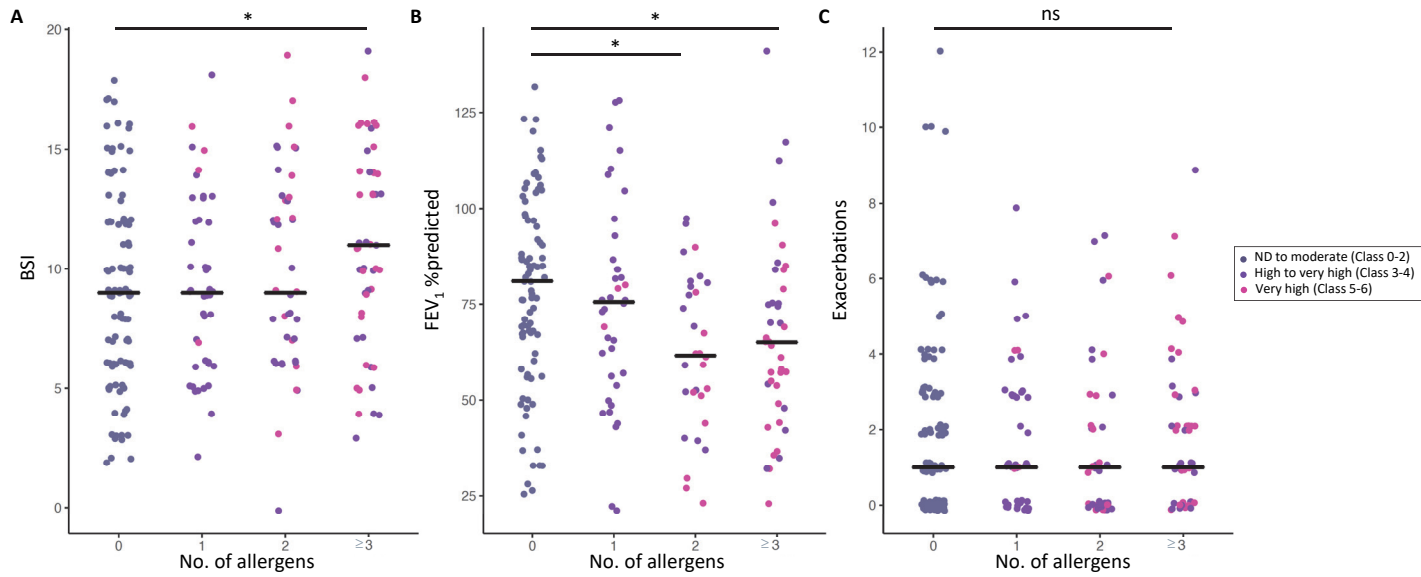 A
*
20
15
10
5
0
BSI
0 1 2 ≥3
No. of allergens
B
*
*
125
100
75
50
25
FEV1 %predicted
0 1 2 ≥3
No. of allergens
C
ns
12
10
8
6
4
2
0
Exacerbations
0 1 2 ≥3
No. of allergens
ND to moderate (Class 0-2)
High to very high (Class 3-4)
Very high (Class 5-6)